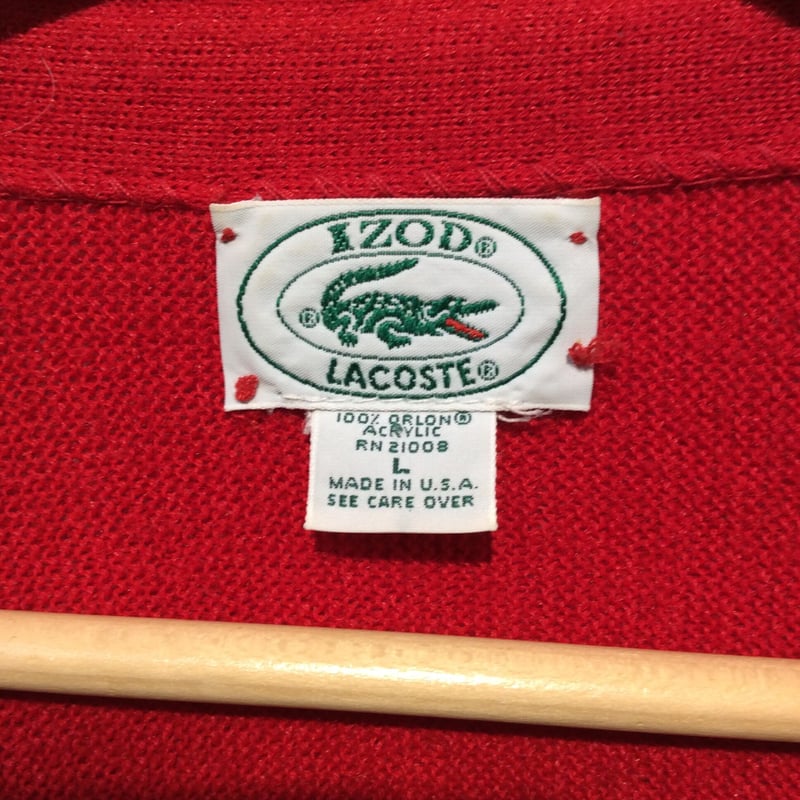 IZOD®
®
LACOSTE®
100% ORLON®
ACRYLIC
RN 21008
L
MADE IN U.S.A.
SEE CARE OVER